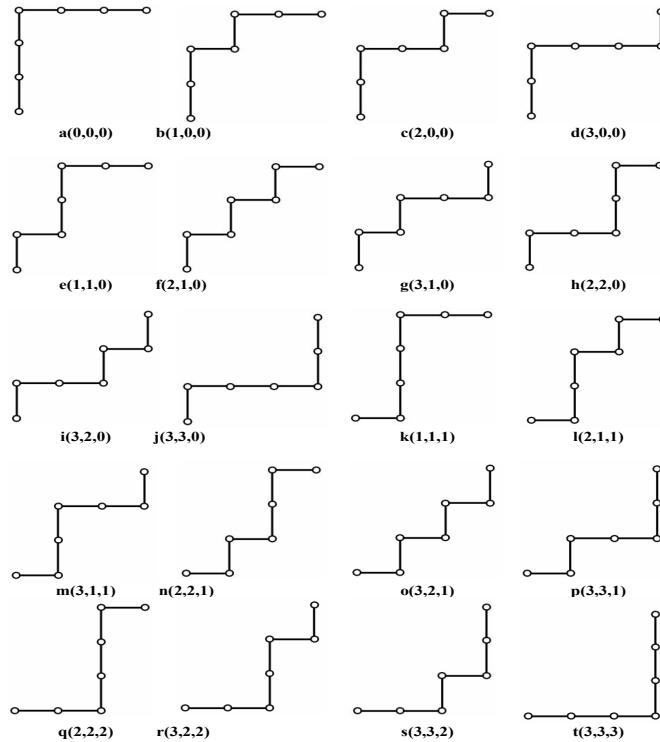 a(0,0,0) b(1,0,0) c(2,0,0) d(3,0,0)
e(1,1,0) f(2,1,0) g(3,1,0) h(2,2,0)
i(3,2,0) j(3,3,0) k(1,1,1) l(2,1,1)
m(3,1,1) n(2,2,1) o(3,2,1) p(3,3,1)
q(2,2,2) r(3,2,2) s(3,3,2) t(3,3,3)